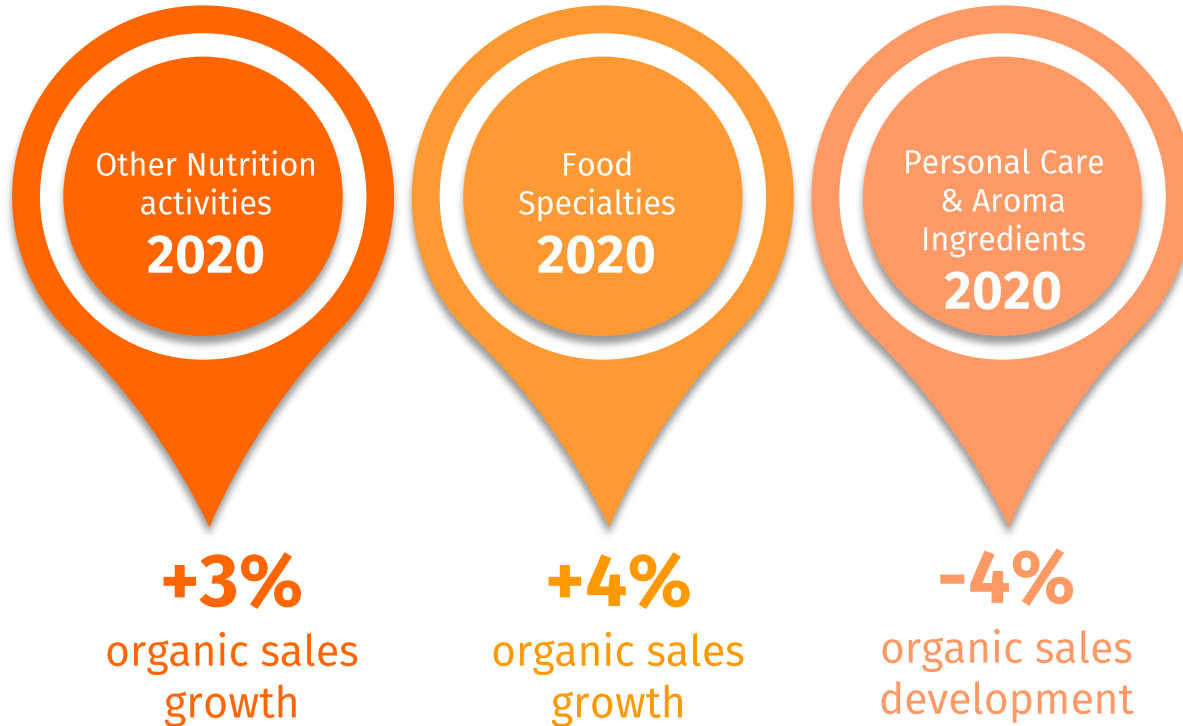 Other Nutrition
activities
2020
+3%
organic sales
growth
Food
Specialties
2020
+4%
organic sales
growth
Personal Care
& Aroma
Ingredients
2020
-4%
organic sales
development